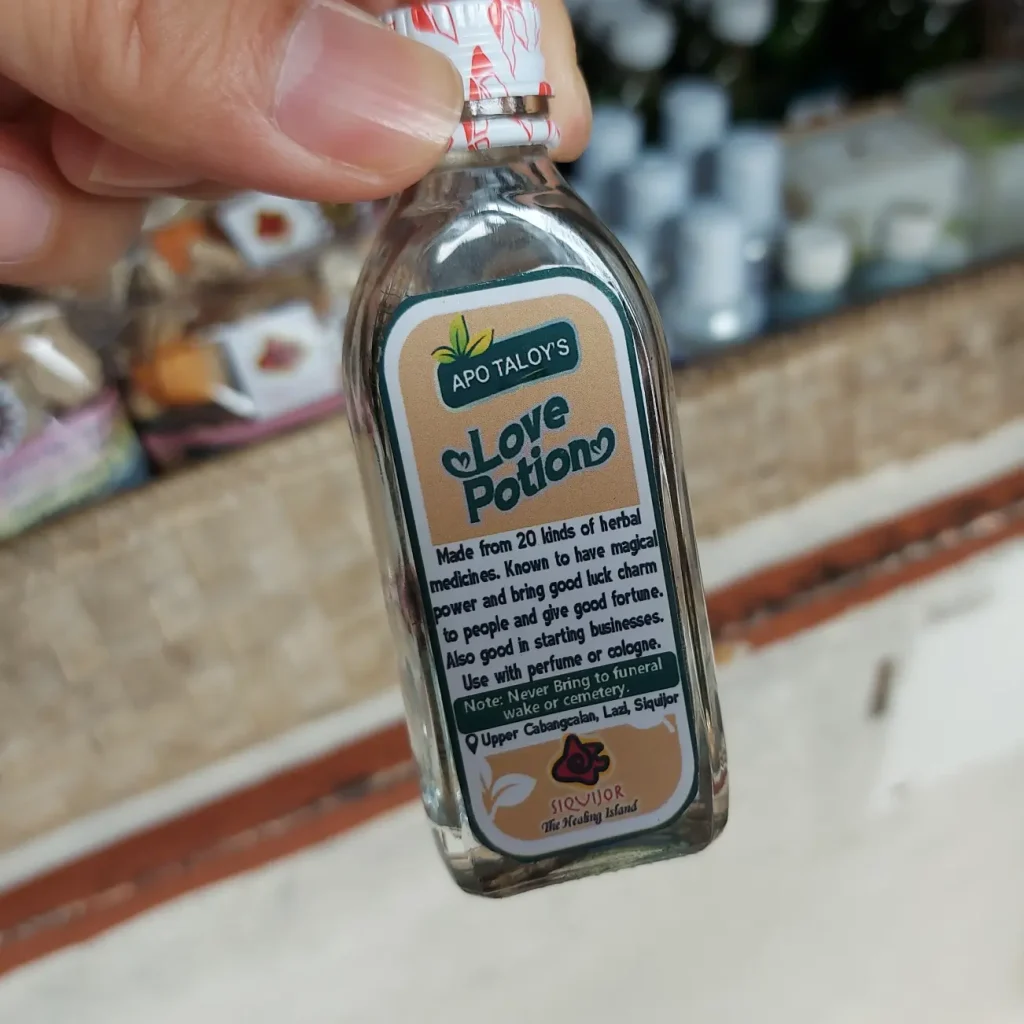 APO TALOY'S
Love
Potion
Made from 20 kinds of herbal
medicines. Known to have magical
power and bring good luck charm
to people and give good fortune.
Also good in starting businesses.
Use with perfume or cologne.
Note: Never Bring to funeral
wake or cemetery.
Upper Cabangcalan, Lazi, Siquijor
SIQUIJOR
The Healing Island